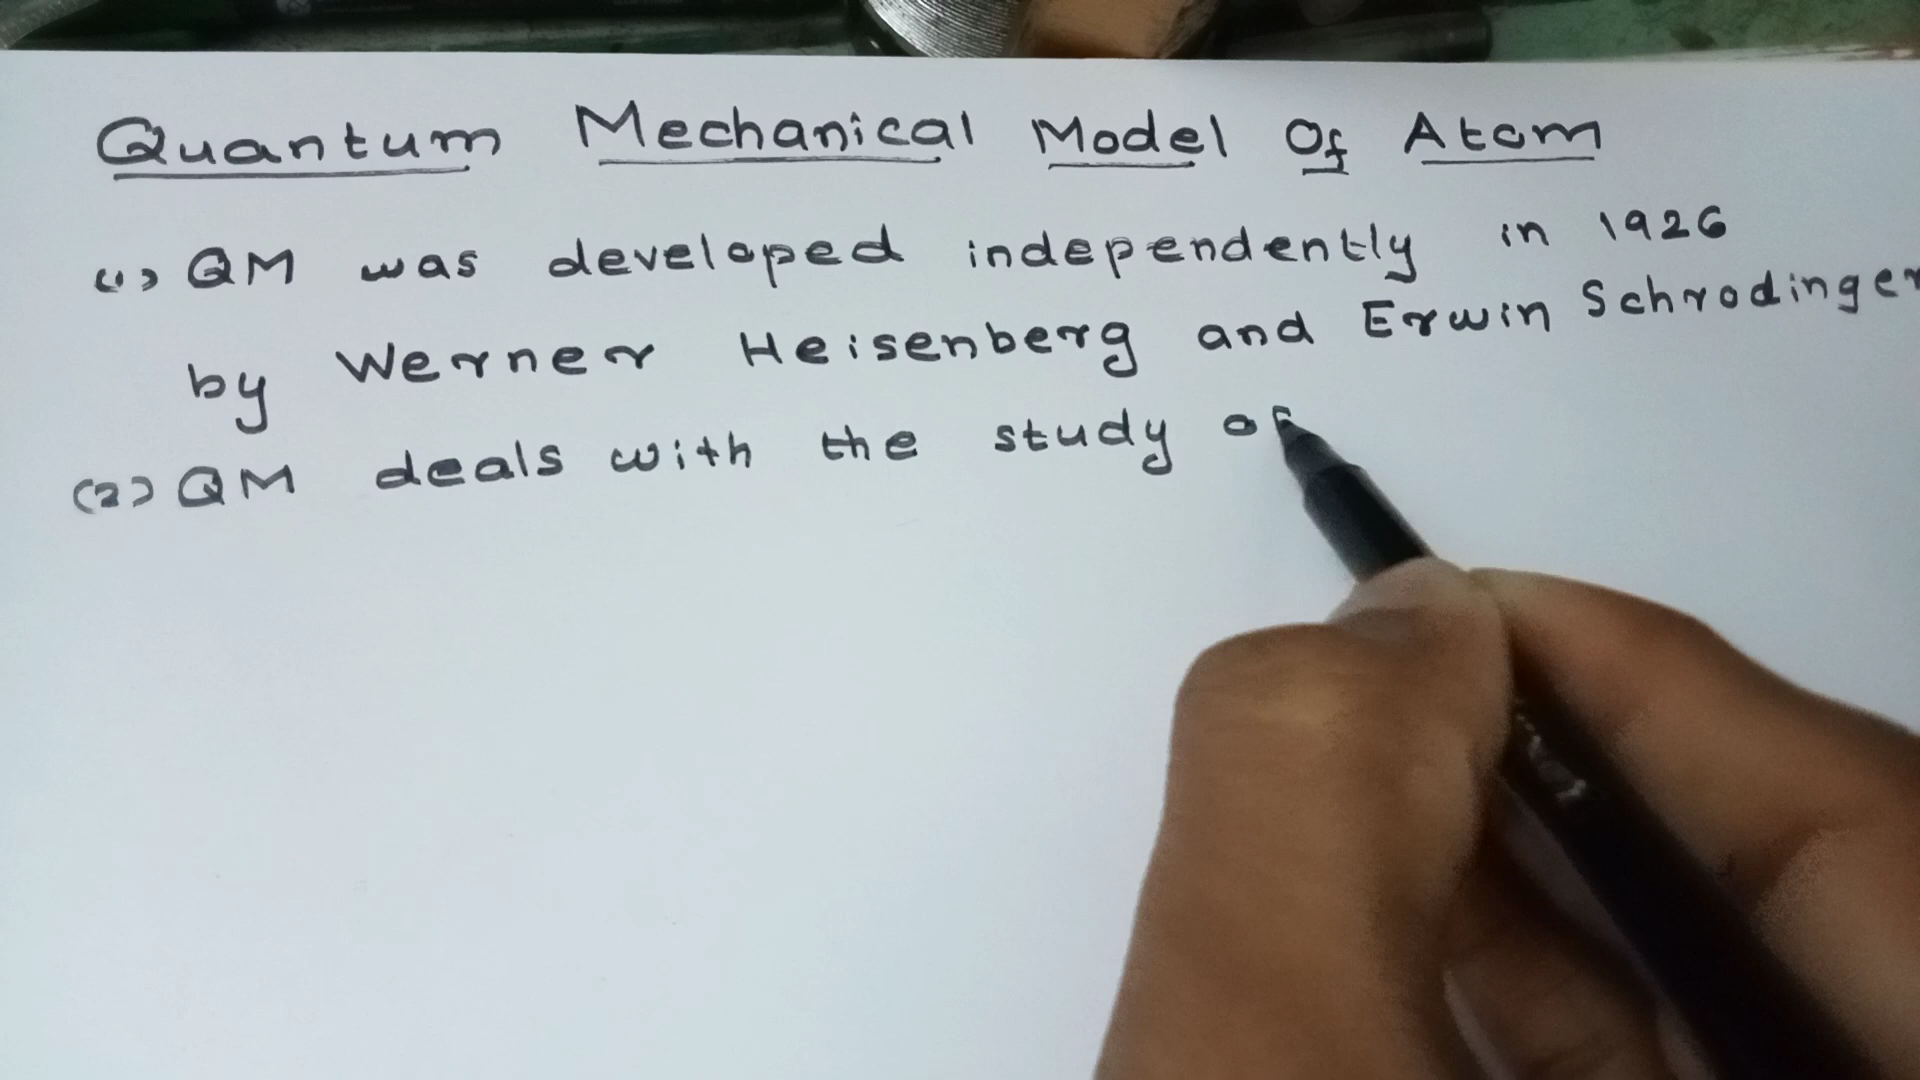 Quantum Mechanical Model Of Atom
(1) QM was developed independently in 1926
by Werner Heisenberg and Erwin Schrodinger
(2) QM deals with the study of